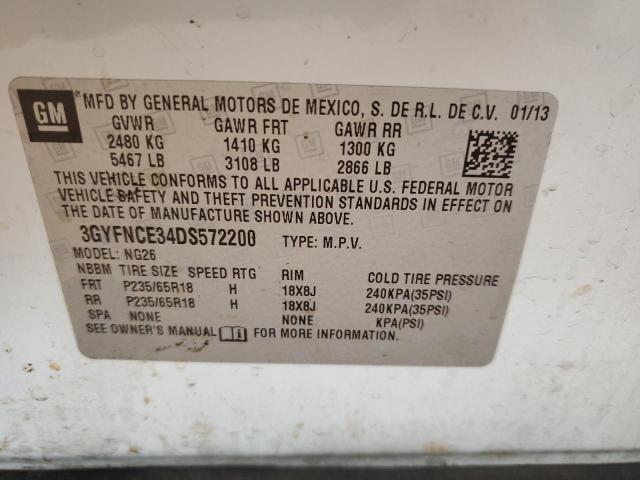 GM MFD BY GENERAL MOTORS DE MEXICO, S. DE R.L. DE C.V. 01/13
GVWR GAWR FRT GAWR RR
2480 KG 1410 KG 1300 KG
5467 LB 3108 LB 2866 LB
THIS VEHICLE CONFORMS TO ALL APPLICABLE U.S. FEDERAL MOTOR
VEHICLE SAFETY AND THEFT PREVENTION STANDARDS IN EFFECT ON
THE DATE OF MANUFACTURE SHOWN ABOVE.
3GYFNCE34DS572200 TYPE: M.P.V.
MODEL: NG26
NBBM TIRE SIZE SPEED RTG RIM COLD TIRE PRESSURE
FRT P235/65R18 H 18X8J 240KPA(35PSI)
RR P235/65R18 H 18X8J 240KPA(35PSI)
SPA NONE NONE KPA(PSI)
SEE OWNER'S MANUAL FOR MORE INFORMATION.